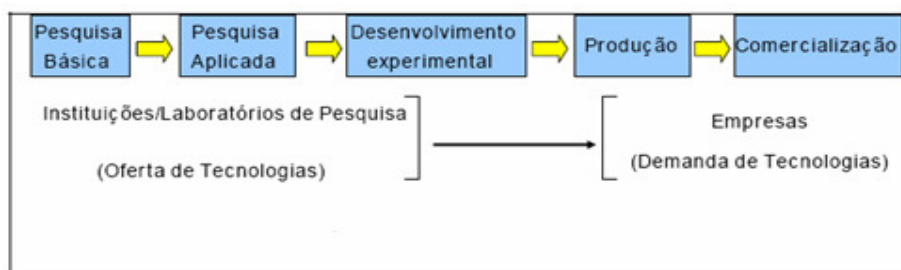 Pesquisa
Básica
Pesquisa
Aplicada
Desenvolvimento
experimental
Produção
Comercialização
Instituições/Laboratórios de Pesquisa
(Oferta de Tecnologias)
Empresas
(Demanda de Tecnologias)